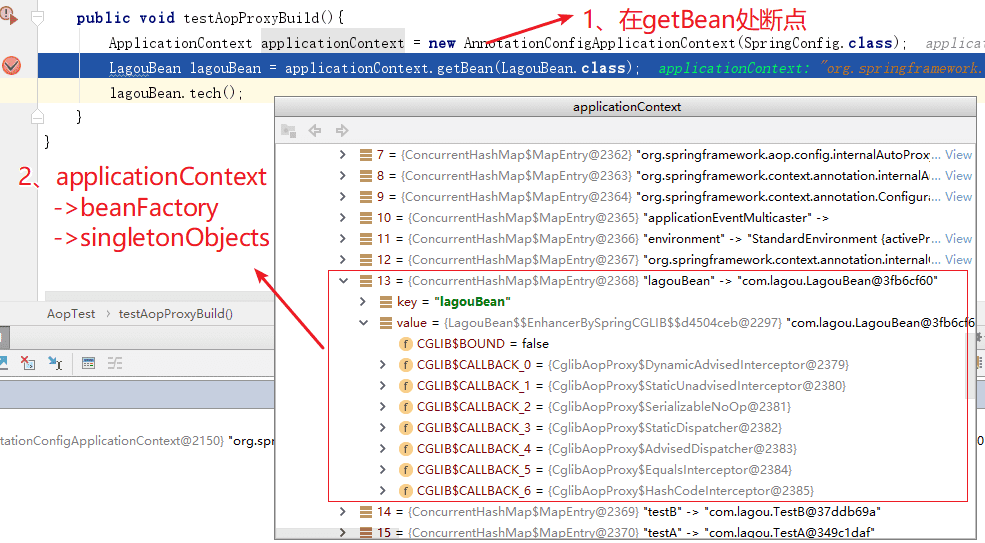 public void testAopProxyBuild(){
1、在getBean处断点
ApplicationContext applicationContext = new AnnotationConfigApplicationContext(SpringConfig.class);
LagouBean lagouBean = applicationContext.getBean(LagouBean.class); applicationContext: "org.springframework.
lagouBean.tech();
}
}
applicationContext
2、applicationContext
->beanFactory
->singletonObjects
7 = {ConcurrentHashMap$MapEntry@2362} "org.springframework.aop.config.internalAutoProx... View
8 = {ConcurrentHashMap$MapEntry@2363} "org.springframework.context.annotation.internalA... View
9 = {ConcurrentHashMap$MapEntry@2364} "org.springframework.context.annotation.Configura... View
10 = {ConcurrentHashMap$MapEntry@2365} "applicationEventMulticaster" ->
11 = {ConcurrentHashMap$MapEntry@2366} "environment" -> "StandardEnvironment {activePr... View
12 = {ConcurrentHashMap$MapEntry@2367} "org.springframework.context.annotation.internal... View
13 = {ConcurrentHashMap$MapEntry@2368} "lagouBean" -> "com.lagou.LagouBean@3fb6cf60"
key = "lagouBean"
value = {LagouBean$$EnhancerBySpringCGLIB$$d4504ceb@2297} "com.lagou.LagouBean@3fb6cf6
CGLIB$BOUND = false
CGLIB$CALLBACK_0 = {CglibAopProxy$DynamicAdvisedInterceptor@2379}
CGLIB$CALLBACK_1 = {CglibAopProxy$StaticUnadvisedInterceptor@2380}
CGLIB$CALLBACK_2 = {CglibAopProxy$SerializableNoOp@2381}
CGLIB$CALLBACK_3 = {CglibAopProxy$StaticDispatcher@2382}
CGLIB$CALLBACK_4 = {CglibAopProxy$AdvisedDispatcher@2383}
CGLIB$CALLBACK_5 = {CglibAopProxy$EqualsInterceptor@2384}
CGLIB$CALLBACK_6 = {CglibAopProxy$HashCodeInterceptor@2385}
14 = {ConcurrentHashMap$MapEntry@2369} "testB" -> "com.lagou.TestB@37ddb69a"
15 = {ConcurrentHashMap$MapEntry@2370} "testA" -> "com.lagou.TestA@349c1daf"
AopTest › testAopProxyBuild()
tationConfigApplicationContext@2150} "org.spr